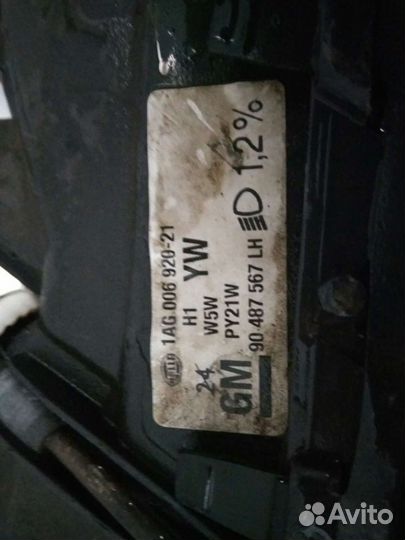 HELLA 1AG 006 920-21
H1 YW
W5W
24 PY21W
GM 90 487 567 LH 1,2%
Avito